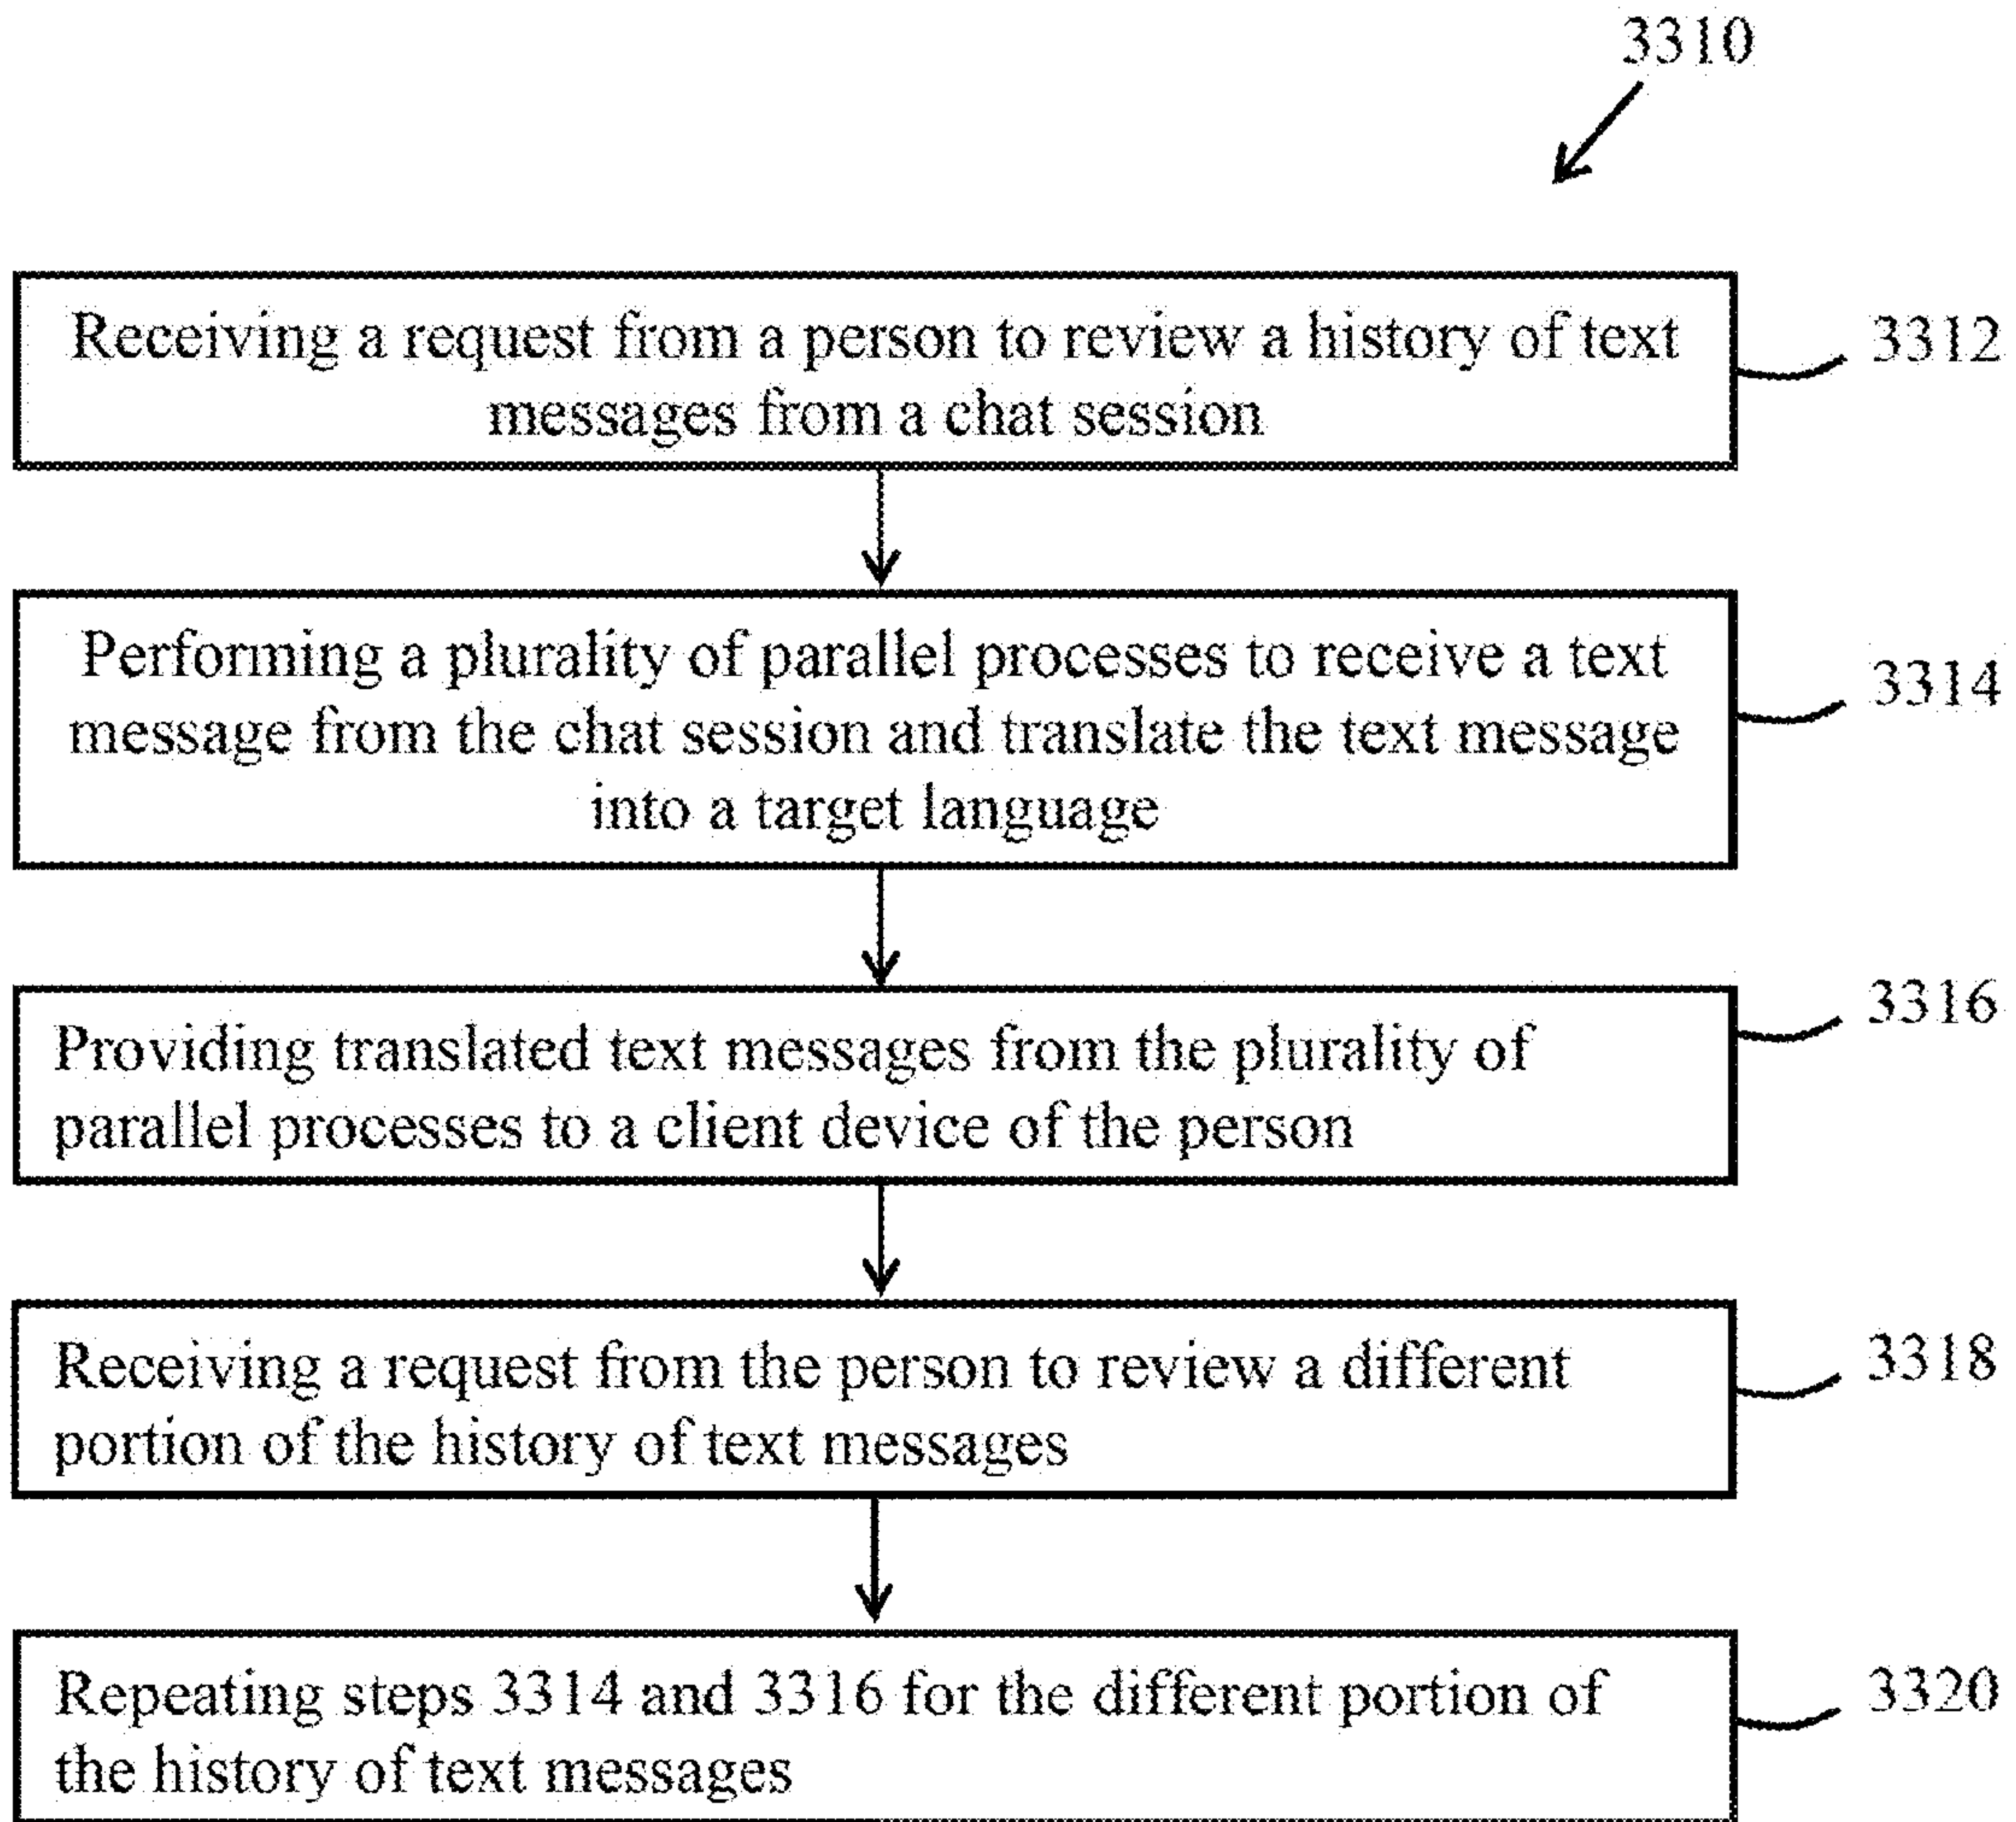 3310
Receiving a request from a person to review a history of text
messages from a chat session
3312
Performing a plurality of parallel processes to receive a text
message from the chat session and translate the text message
into a target language
3314
Providing translated text messages from the plurality of
parallel processes to a client device of the person
3316
Receiving a request from the person to review a different
portion of the history of text messages
3318
Repeating steps 3314 and 3316 for the different portion of
the history of text messages
3320